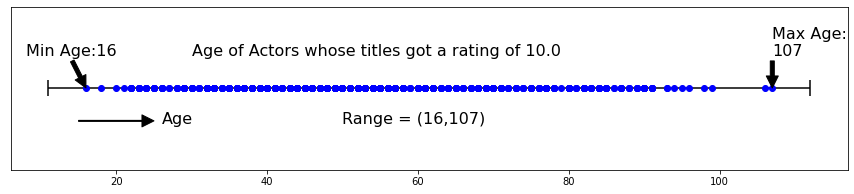 Max Age:
Min Age:16
Age of Actors whose titles got a rating of 10.0
107
Age
Range = (16,107)
20
40
60
80
100